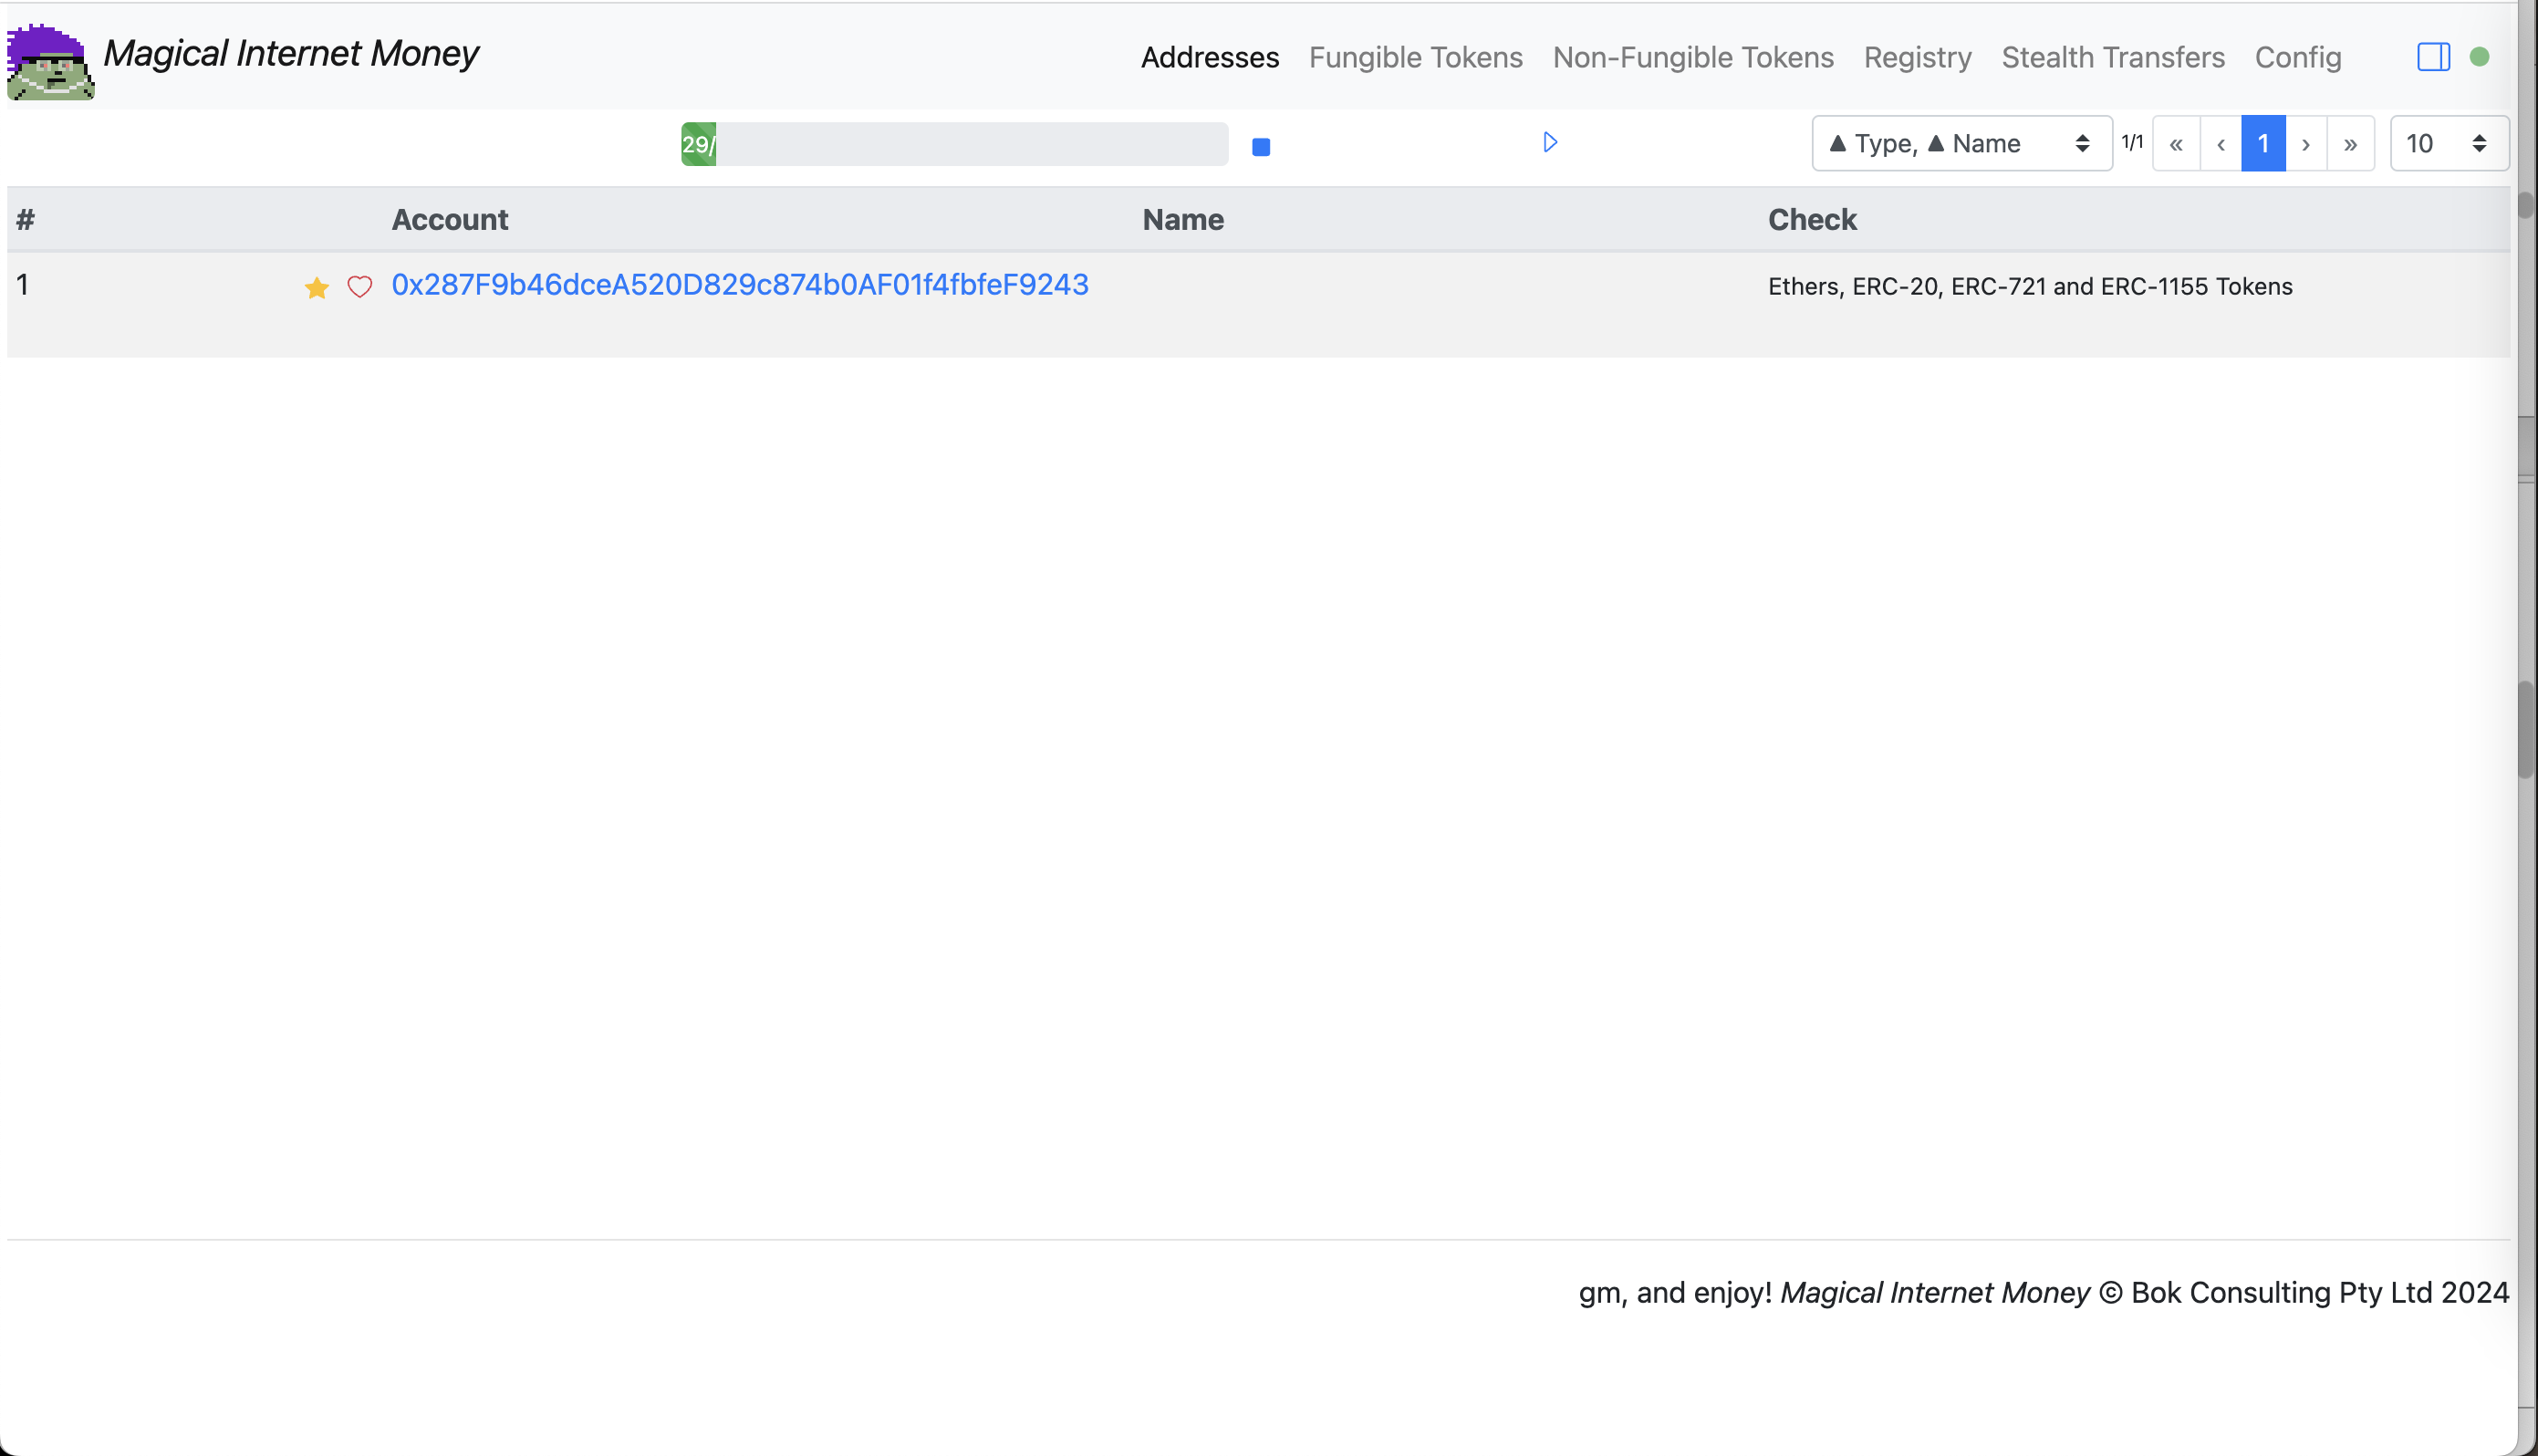 Magical Internet Money Addresses Fungible Tokens Non-Fungible Tokens Registry Stealth Transfers Config
29/ ▲ Type, ▲ Name 1/1 « ‹ 1 › » 10
# Account Name Check
1 0x287F9b46dceA520D829c874b0AF01f4fbfeF9243 Ethers, ERC-20, ERC-721 and ERC-1155 Tokens
gm, and enjoy! Magical Internet Money © Bok Consulting Pty Ltd 2024